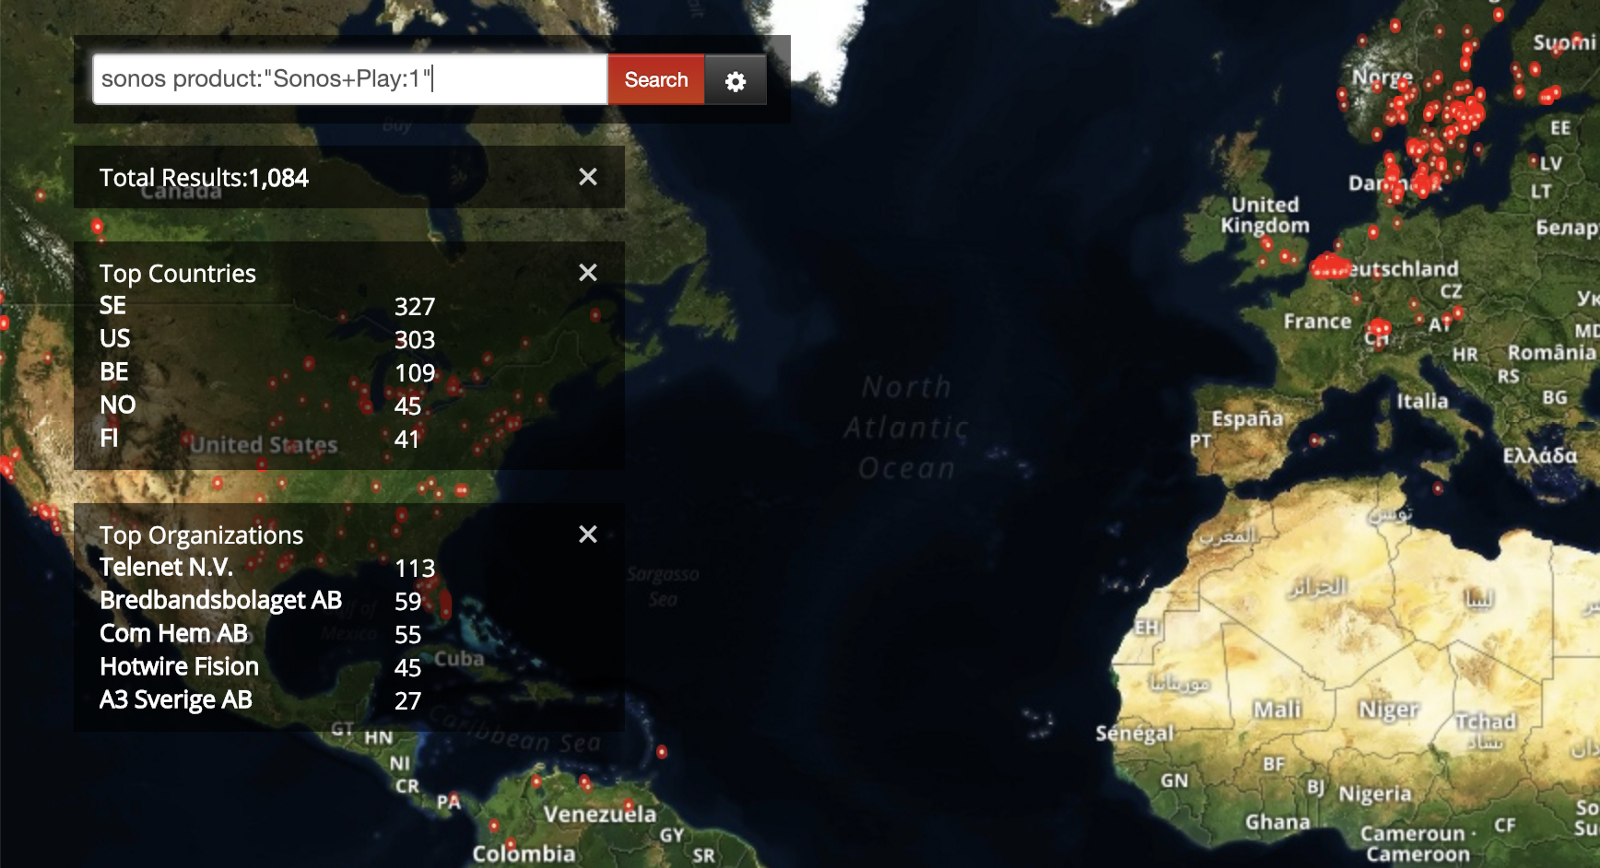 sonos product:"Sonos+Play:1"
Search
Total Results:1,084
Top Countries
SE 327
US 303
BE 109
NO 45
FI 41
Top Organizations
Telenet N.V. 113
Bredbandsbolaget AB 59
Com Hem AB 55
Hotwire Fision 45
A3 Sverige AB 27
Bay
Canada
United States
Gulf of
Mexico
Cuba
Caribbean Sea
GT
HN
NI
CR
PA
Venezuela
Colombia
GY
SR
Sargasso
Sea
North
Atlantic
Ocean
Suomi
Norge
EE
LV
LT
Danmark
United
Kingdom
Белар
Deutschland
CZ
Ук
France
AT
MD
CH
HR
România
RS
BG
Italia
España
PT
Ελλάδα
تونس
المغرب
الجزائر
ليبيا
EH
موريتانيا
Mali
Niger
Tchad
تشاد
Sénégal
BF
GN
BJ
Nigeria
Ghana
CF
So
Su
Cameroun ·
Cameroon